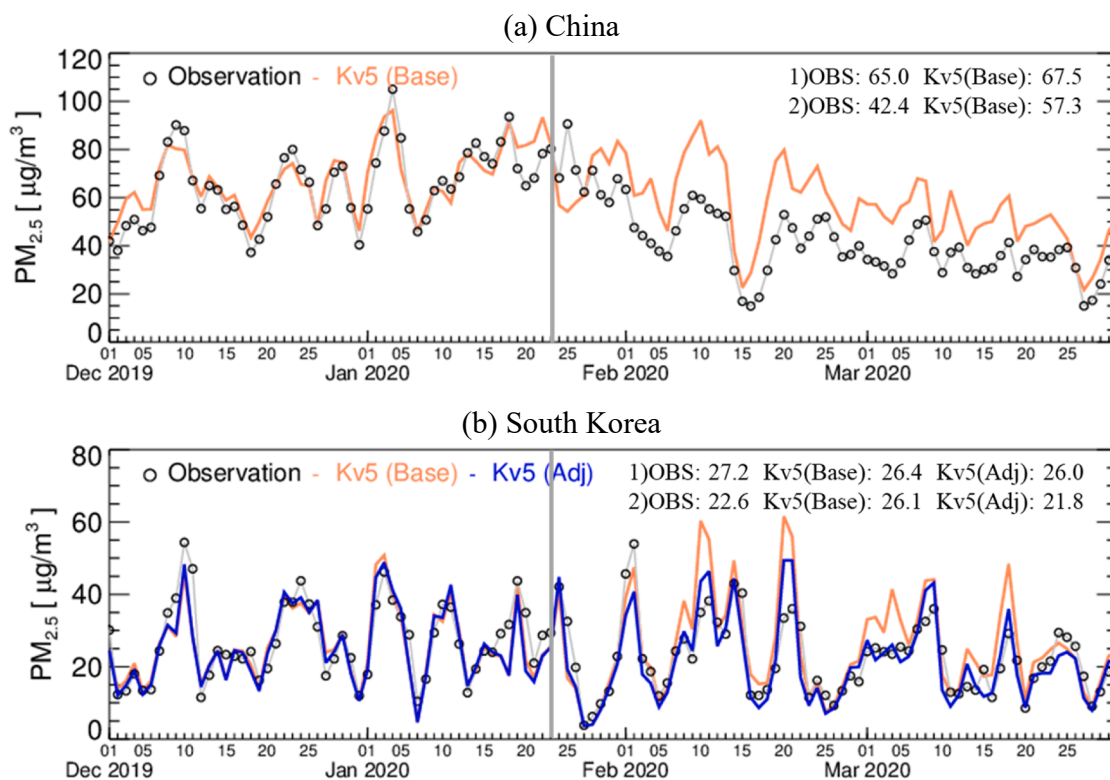 (a) China
120
100
80
60
40
20
0
PM2.5 [ µg/m³ ]
Observation - Kv5 (Base)
1)OBS: 65.0 Kv5(Base): 67.5
2)OBS: 42.4 Kv5(Base): 57.3
01 05 10 15 20 25 01 05 10 15 20 25 01 05 10 15 20 25 01 05 10 15 20 25
Dec 2019 Jan 2020 Feb 2020 Mar 2020
(b) South Korea
80
60
40
20
0
PM2.5 [ µg/m³ ]
Observation - Kv5 (Base) - Kv5 (Adj)
1)OBS: 27.2 Kv5(Base): 26.4 Kv5(Adj): 26.0
2)OBS: 22.6 Kv5(Base): 26.1 Kv5(Adj): 21.8
01 05 10 15 20 25 01 05 10 15 20 25 01 05 10 15 20 25 01 05 10 15 20 25
Dec 2019 Jan 2020 Feb 2020 Mar 2020